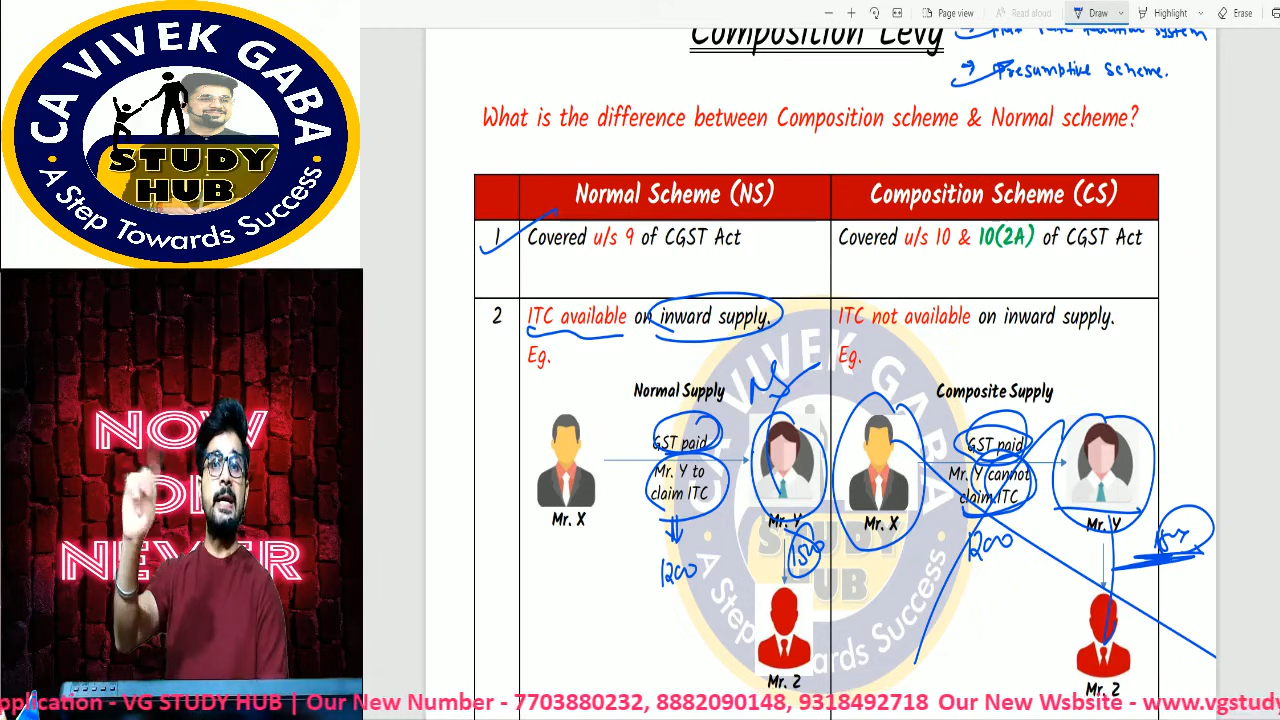 CA VIVEK GABA
STUDY
HUB
A Step Towards Success
NOW
OR
NEVER
Page view
Read aloud
Draw
Highlight
Erase
Composition Levy
system
→ Presumptive scheme.
What is the difference between Composition scheme & Normal scheme?
Normal Scheme (NS)
Composition Scheme (CS)
1
Covered u/s 9 of CGST Act
Covered u/s 10 & 10(2A) of CGST Act
2
ITC available on inward supply.
Eg.
ITC not available on inward supply.
Eg.
Normal Supply
NS
GST paid
Mr. Y to
claim ITC
Mr. X
Mr. Y
1200
1500
Mr. 2
Composite Supply
GST paid
Mr. Y cannot
claim ITC
Mr. X
Mr. Y
1200
Mr. 2
pplication - VG STUDY HUB | Our New Number - 7703880232, 8882090148, 9318492718 Our New Wsbsite - www.vgstudy